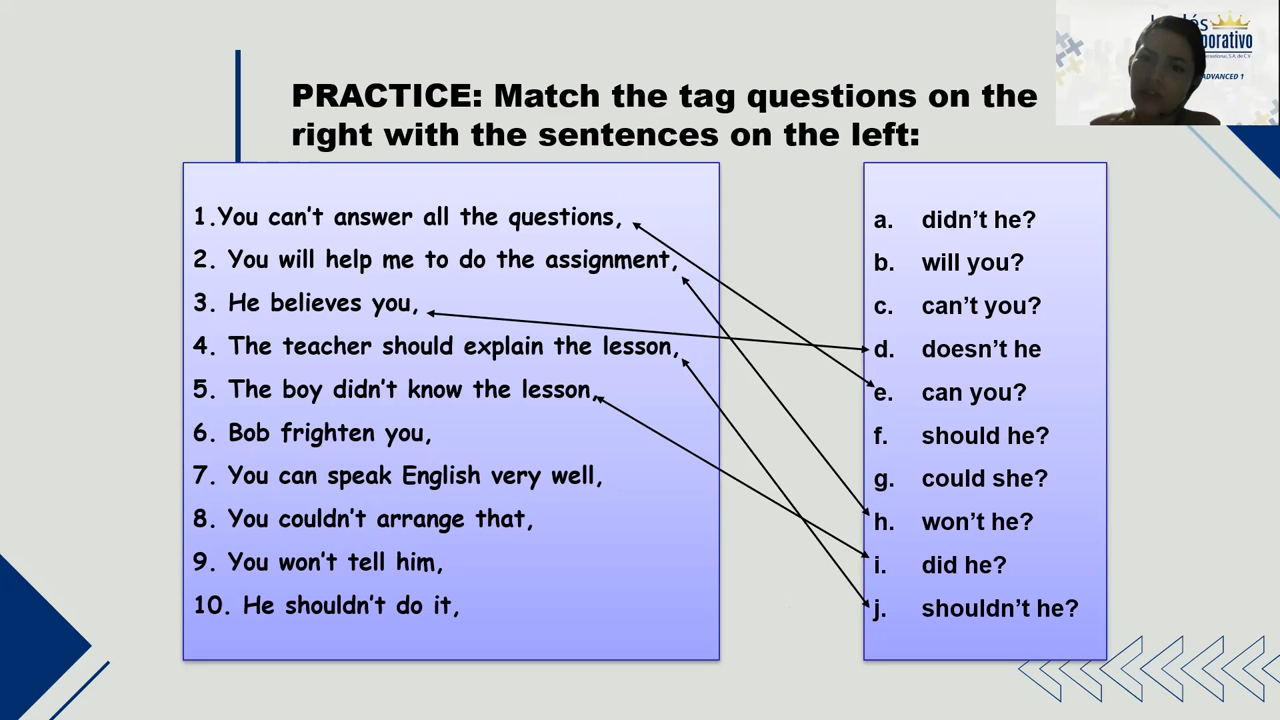 PRACTICE: Match the tag questions on the
right with the sentences on the left:
1.You can't answer all the questions,
2. You will help me to do the assignment,
3. He believes you,
4. The teacher should explain the lesson,
5. The boy didn't know the lesson,
6. Bob frighten you,
7. You can speak English very well,
8. You couldn't arrange that,
9. You won't tell him,
10. He shouldn't do it,
a. didn't he?
b. will you?
c. can't you?
d. doesn't he
e. can you?
f. should he?
g. could she?
h. won't he?
i. did he?
j. shouldn't he?
ADVANCED 1